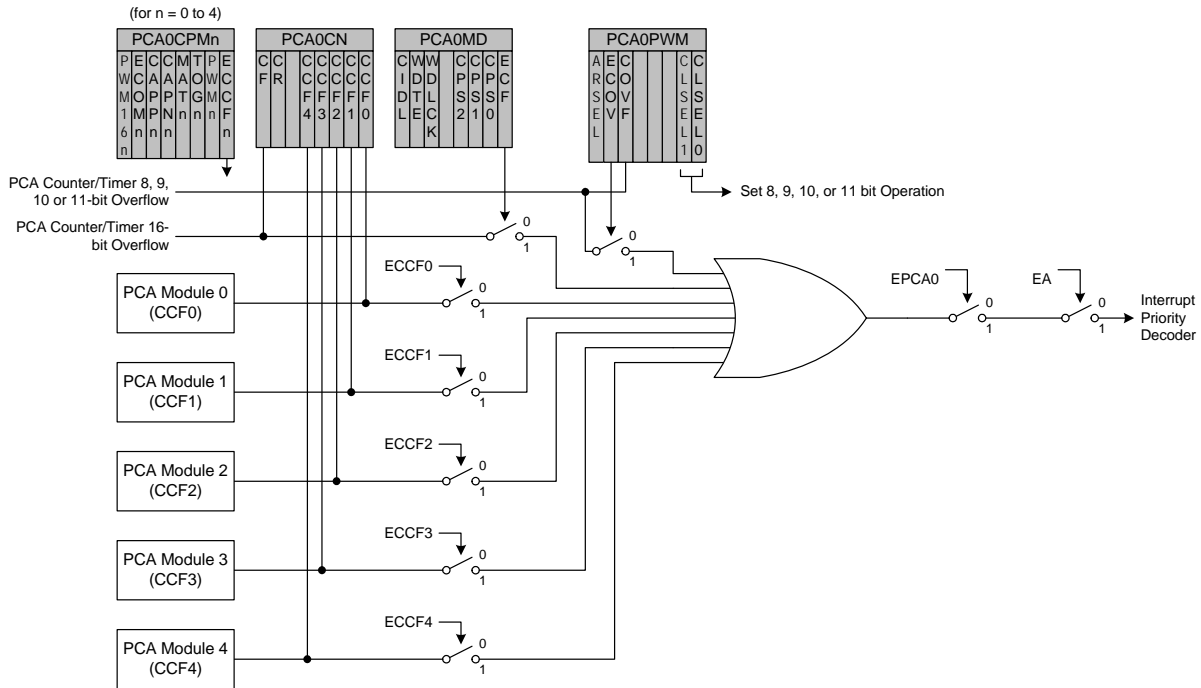 (for n = 0 to 4)
PCA0CPMn
PWM16n
ECOMn
CAPPn
CAPNn
MATn
TOGn
PWMn
ECCFn
PCA0CN
CF
CR
CCF4
CCF3
CCF2
CCF1
CCF0
PCA0MD
CIDL
WDTE
WDLCK
CPS2
CPS1
CPS0
ECF
PCA0PWM
ARSEL
ECOV
COVF
CLSEL1
CLSEL0
PCA Counter/Timer 8, 9,
10 or 11-bit Overflow
Set 8, 9, 10, or 11 bit Operation
PCA Counter/Timer 16-
bit Overflow
0
1
0
1
PCA Module 0
(CCF0)
ECCF0
0
1
EPCA0
0
1
EA
0
1
Interrupt
Priority
Decoder
PCA Module 1
(CCF1)
ECCF1
0
1
PCA Module 2
(CCF2)
ECCF2
0
1
PCA Module 3
(CCF3)
ECCF3
0
1
PCA Module 4
(CCF4)
ECCF4
0
1